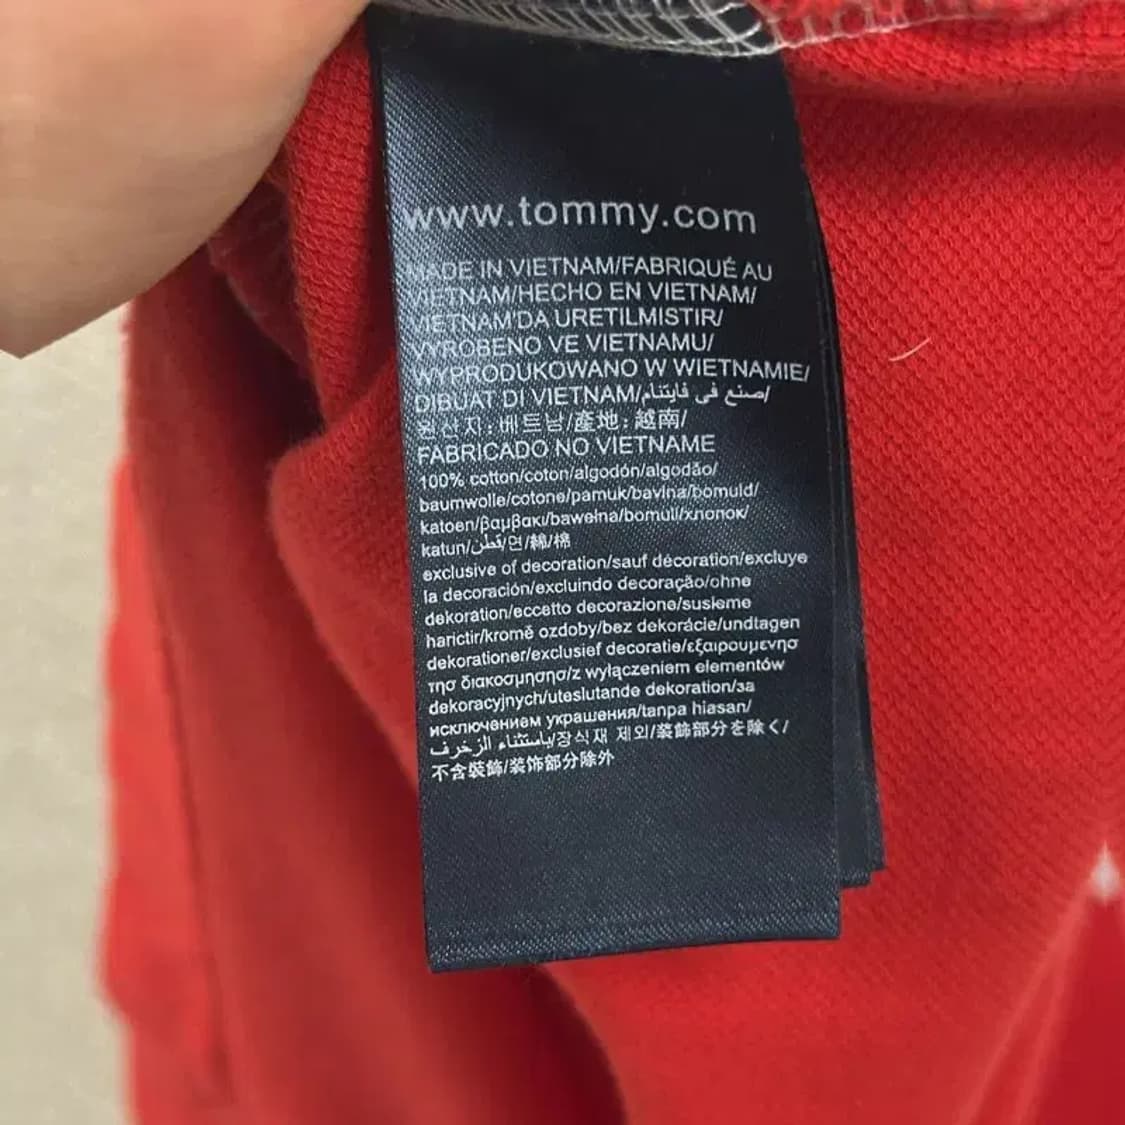 www.tommy.com
MADE IN VIETNAM/FABRIQUÉ AU
VIETNAM/HECHO EN VIETNAM/
VIETNAM'DA URETILMISTIR/
VYROBENO VE VIETNAMU/
WYPRODUKOWANO W WIETNAMIE/
DIBUAT DI VIETNAM/صنع في فايتنام/
원산지:베트남/產地:越南/
FABRICADO NO VIETNAME
100% cotton/coton/algodón/algodão/
baumwolle/cotone/pamuk/bavlna/bomuld/
katoen/βαμβακι/bawełna/bomull/хлопок/
katun/قطن/면/綿/棉
exclusive of decoration/sauf décoration/excluye
la decoración/excluindo decoração/ohne
dekoration/eccetto decorazione/susleme
harictir/kromě ozdoby/bez dekorácie/undtagen
dekorationer/exclusief decoratie/εξαιρουμενησ
τησ διακοσμησησ/z wyłączeniem elementów
dekoracyjnych/uteslutande dekoration/за
исключением украшения/tanpa hiasan/
باستثناء الزخرف/장식재 제외/装飾部分を除く/
不含裝飾/装饰部分除外